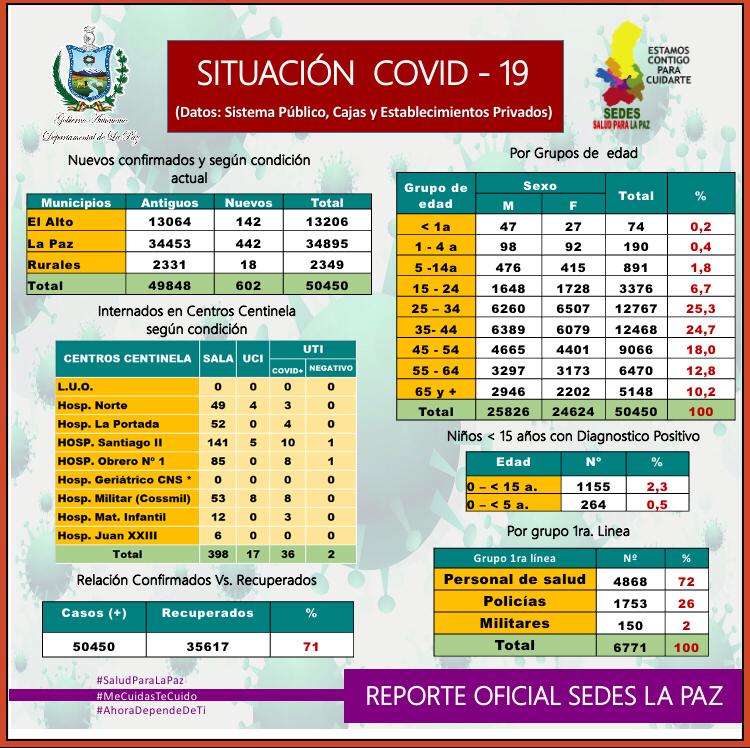 SITUACIÓN COVID - 19
(Datos: Sistema Público, Cajas y Establecimientos Privados)
Gobierno Autónomo
Departamental de La Paz
ESTAMOS
CONTIGO
PARA
CUIDARTE
SEDES
SALUD PARA LA PAZ
Nuevos confirmados y según condición
actual
Municipios Antiguos Nuevos Total
El Alto 13064 142 13206
La Paz 34453 442 34895
Rurales 2331 18 2349
Total 49848 602 50450
Internados en Centros Centinela
según condición
CENTROS CENTINELA SALA UCI UTI
COVID+ NEGATIVO
L.U.O. 0 0 0 0
Hosp. Norte 49 4 3 0
Hosp. La Portada 52 0 4 0
HOSP. Santiago II 141 5 10 1
HOSP. Obrero Nº 1 85 0 8 1
Hosp. Geriátrico CNS * 0 0 0 0
Hosp. Militar (Cossmil) 53 8 8 0
Hosp. Mat. Infantil 12 0 3 0
Hosp. Juan XXIII 6 0 0 0
Total 398 17 36 2
Relación Confirmados Vs. Recuperados
Casos (+) Recuperados %
50450 35617 71
Por Grupos de edad
Grupo de edad Sexo Total %
M F
< 1a 47 27 74 0,2
1 - 4 a 98 92 190 0,4
5 -14a 476 415 891 1,8
15 - 24 1648 1728 3376 6,7
25 – 34 6260 6507 12767 25,3
35- 44 6389 6079 12468 24,7
45 - 54 4665 4401 9066 18,0
55 - 64 3297 3173 6470 12,8
65 y + 2946 2202 5148 10,2
Total 25826 24624 50450 100
Niños < 15 años con Diagnostico Positivo
Edad Nº %
0 – < 15 a. 1155 2,3
0 – < 5 a. 264 0,5
Por grupo 1ra. Linea
Grupo 1ra línea Nº %
Personal de salud 4868 72
Policías 1753 26
Militares 150 2
Total 6771 100
#SaludParaLaPaz
#MeCuidasTeCuido
#AhoraDependeDeTi
REPORTE OFICIAL SEDES LA PAZ